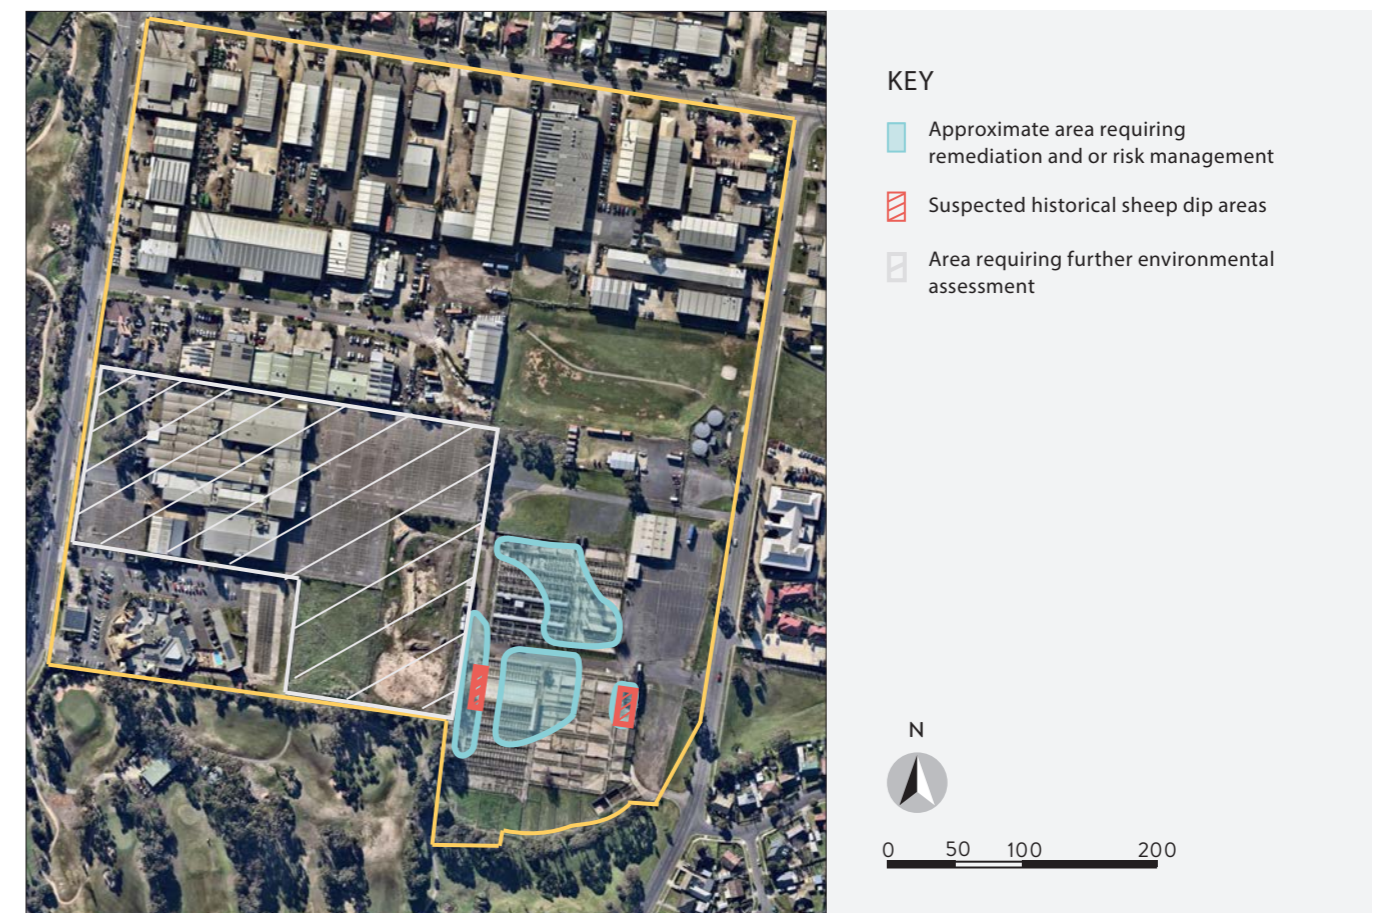 KEY
Approximate area requiring
remediation and or risk management
Suspected historical sheep dip areas
Area requiring further environmental
assessment
N
0 50 100 200